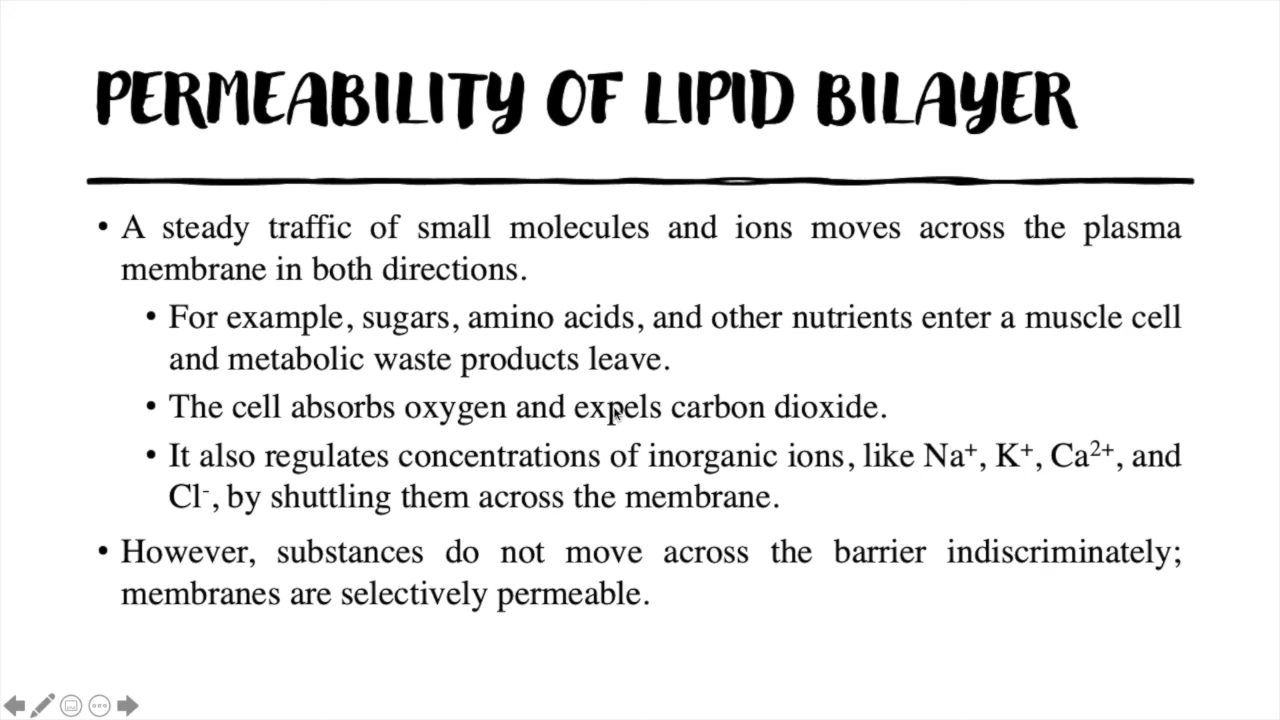 PERMEABILITY OF LIPID BILAYER
• A steady traffic of small molecules and ions moves across the plasma
membrane in both directions.
• For example, sugars, amino acids, and other nutrients enter a muscle cell
and metabolic waste products leave.
• The cell absorbs oxygen and expels carbon dioxide.
• It also regulates concentrations of inorganic ions, like Na⁺, K⁺, Ca²⁺, and
Cl⁻, by shuttling them across the membrane.
• However, substances do not move across the barrier indiscriminately;
membranes are selectively permeable.